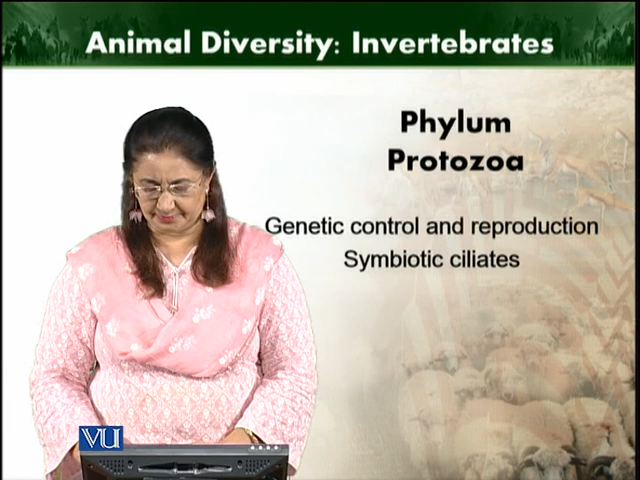 Animal Diversity: Invertebrates
Phylum
Protozoa
Genetic control and reproduction
Symbiotic ciliates
VU